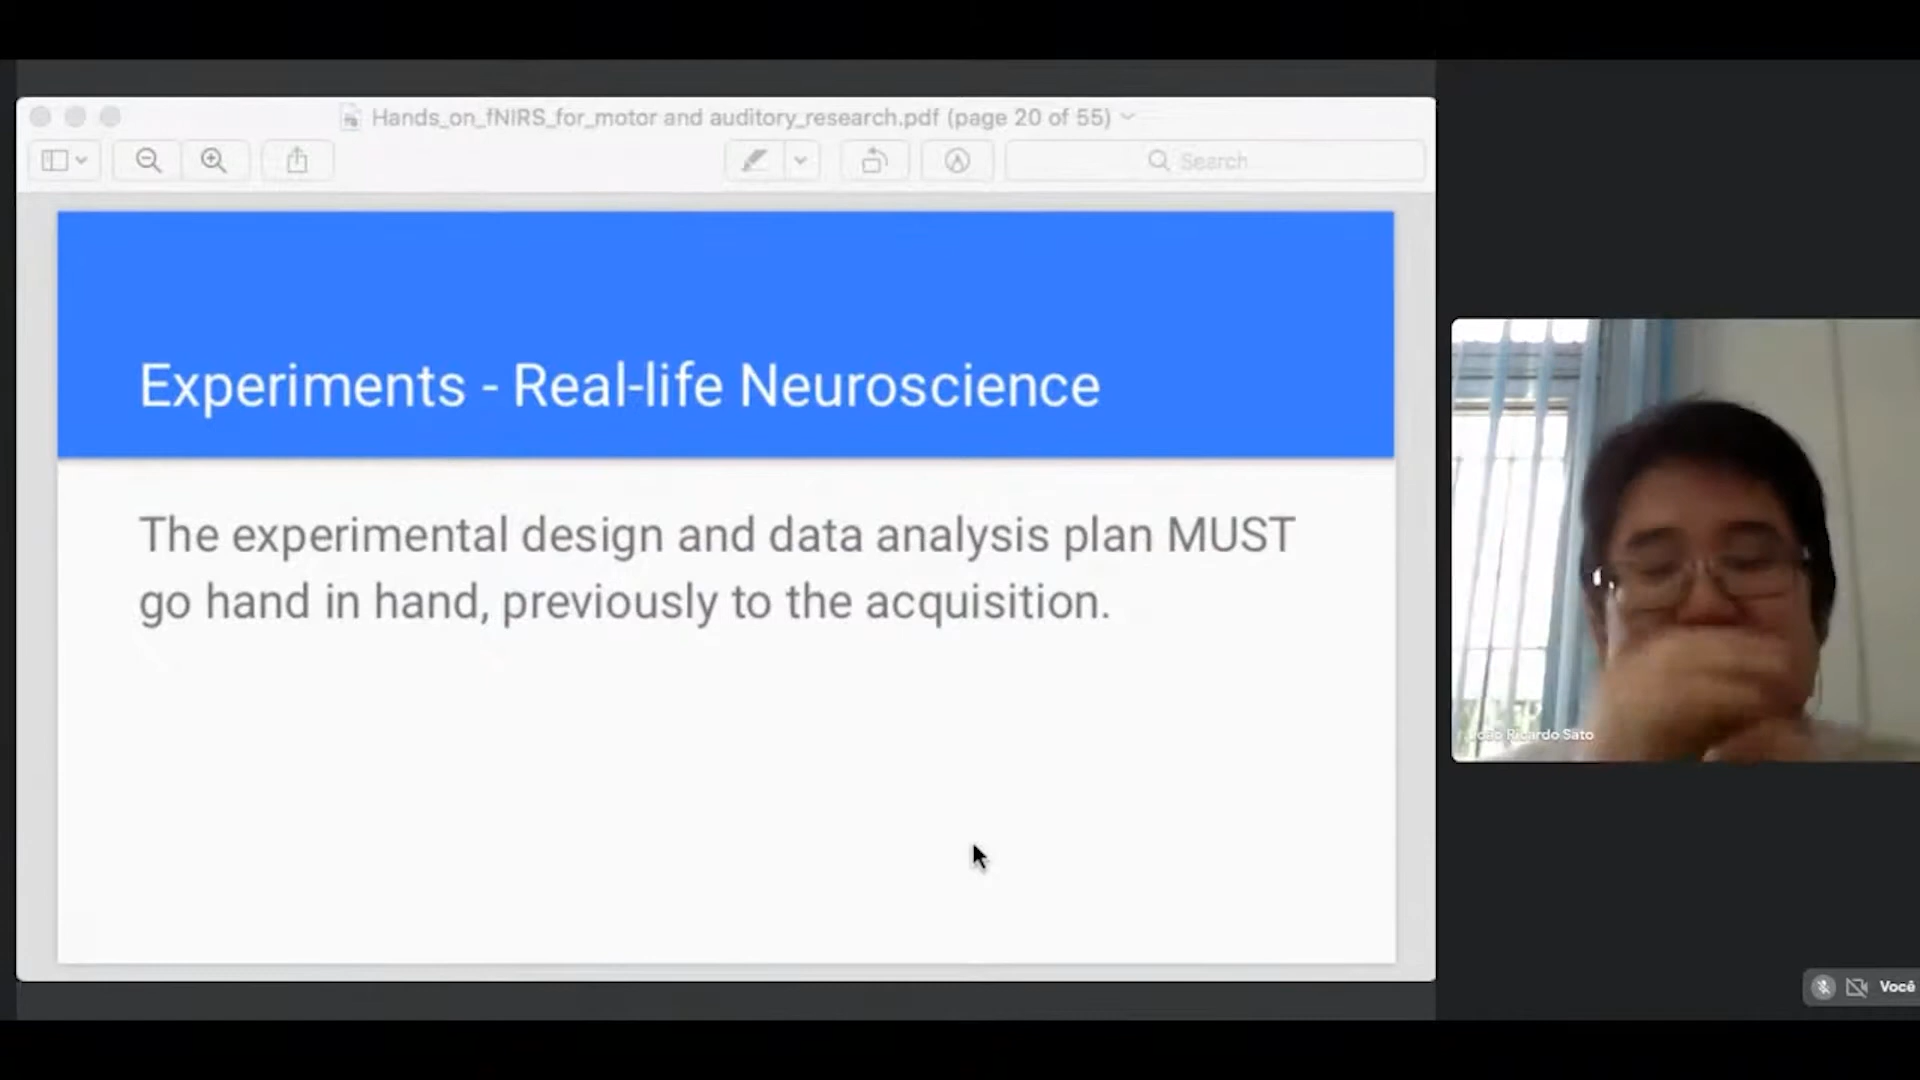 Hands_on_fNIRS_for_motor and auditory_research.pdf (page 20 of 55)
Search
Experiments - Real-life Neuroscience
The experimental design and data analysis plan MUST
go hand in hand, previously to the acquisition.
João Ricardo Sato
Você